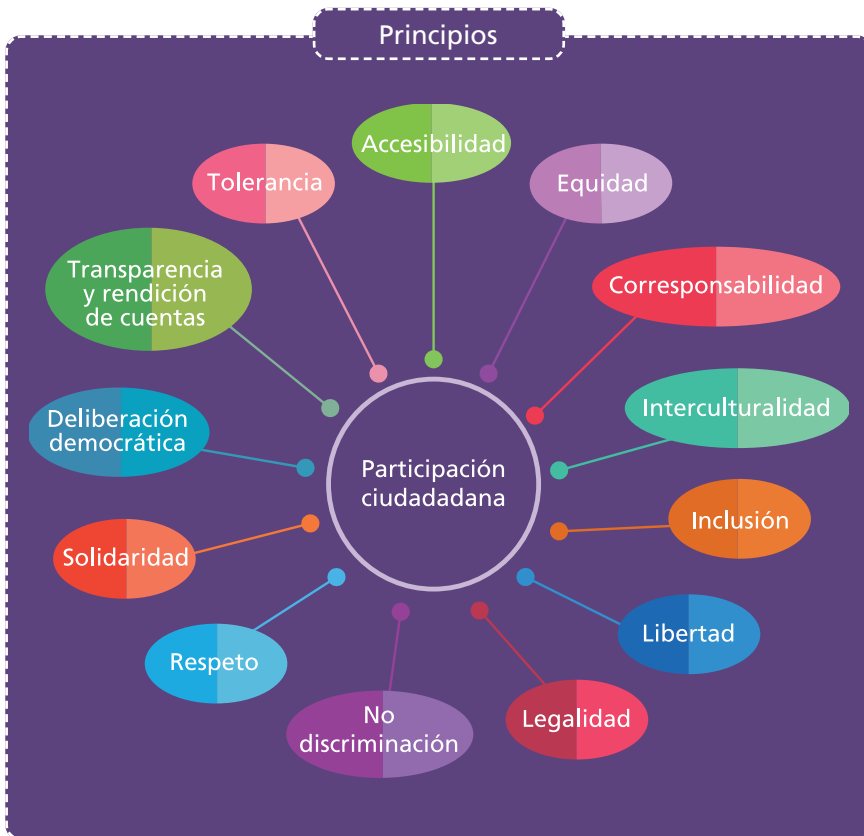 Principios
Accesibilidad
Equidad
Corresponsabilidad
Interculturalidad
Inclusión
Libertad
Legalidad
No
discriminación
Respeto
Solidaridad
Deliberación
democrática
Transparencia
y rendición
de cuentas
Tolerancia
Participación
ciudadadana